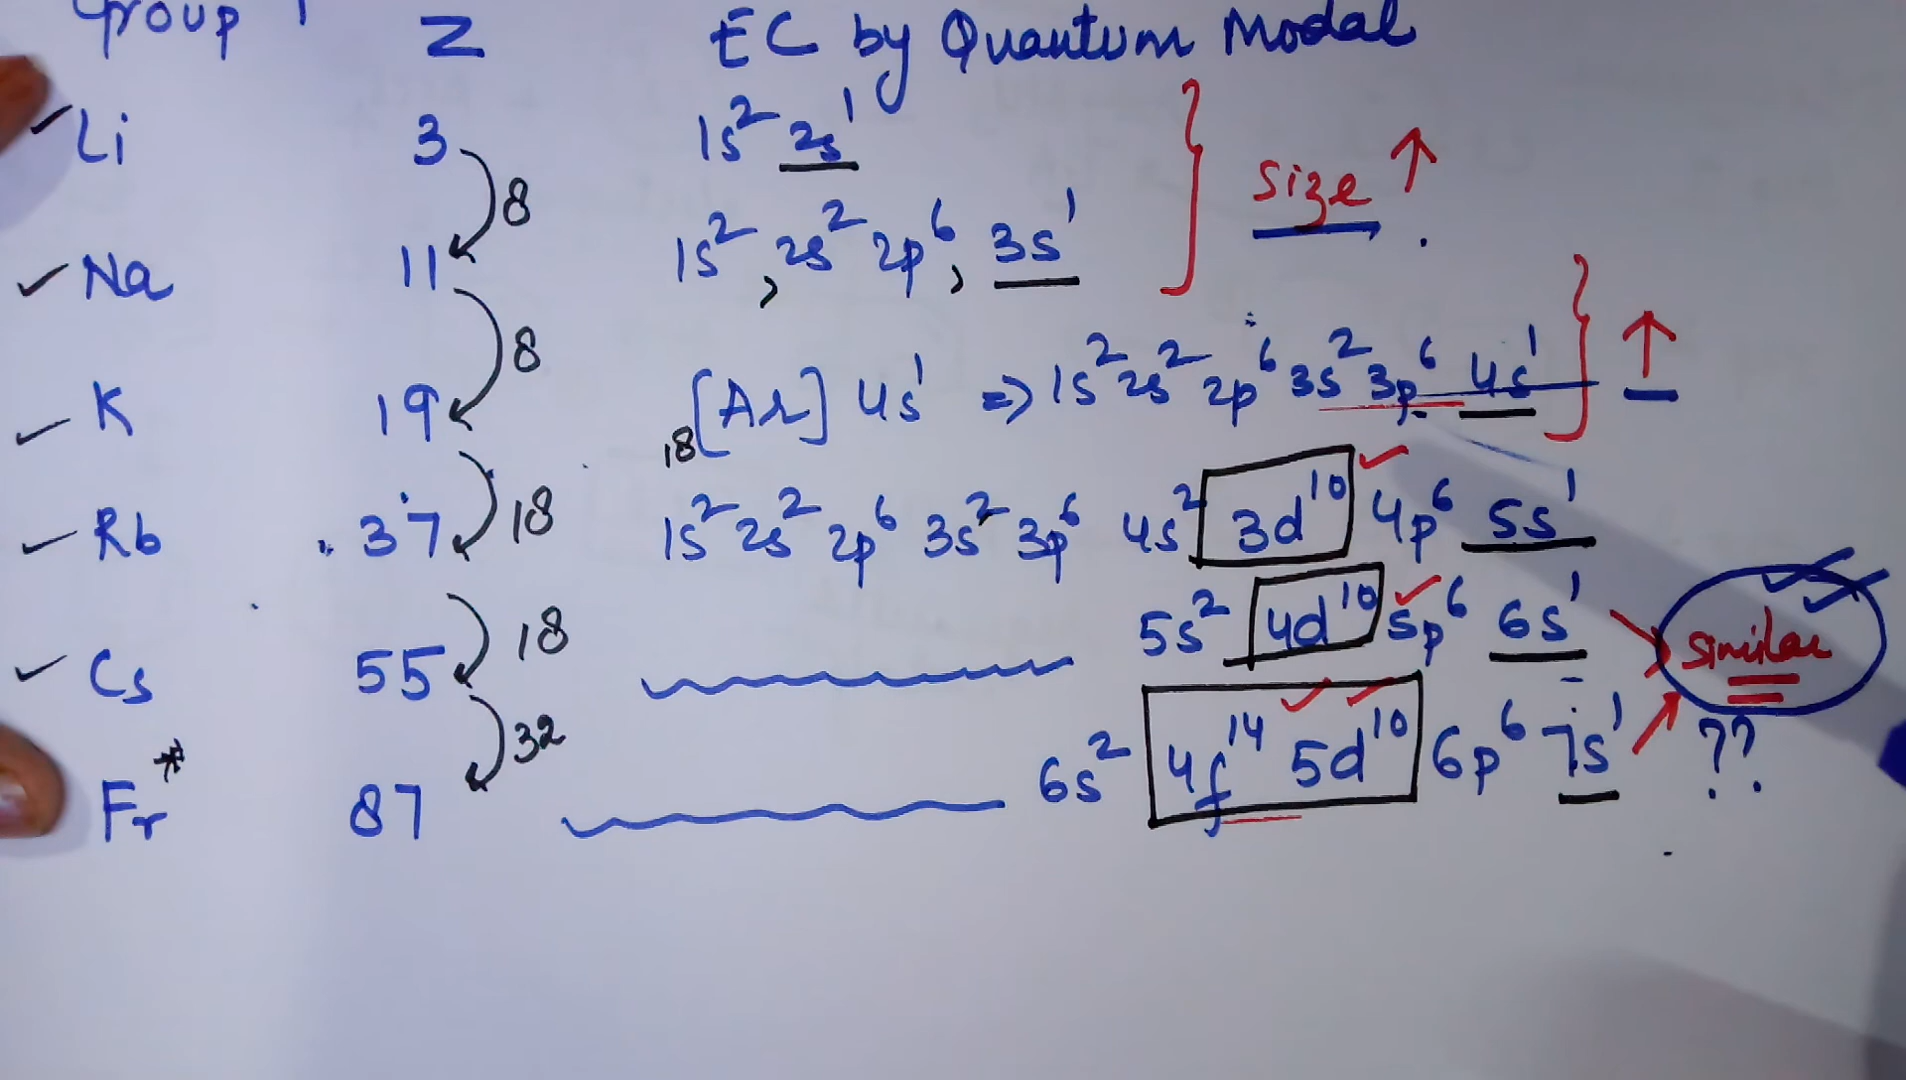 Group 1 Z EC by Quantum Modal
Li 3 1s² 2s¹
8 size ↑
Na 11 1s², 2s² 2p⁶, 3s¹
8
K 19 ₁₈[Ar] 4s¹ => 1s² 2s² 2p⁶ 3s² 3p⁶ 4s¹ ↑
18
Rb 37 1s² 2s² 2p⁶ 3s² 3p⁶ 4s² 3d¹⁰ 4p⁶ 5s¹
18
Cs 55 5s² 4d¹⁰ 5p⁶ 6s¹ similar
32
Fr* 87 6s² 4f¹⁴ 5d¹⁰ 6p⁶ 7s¹ ??